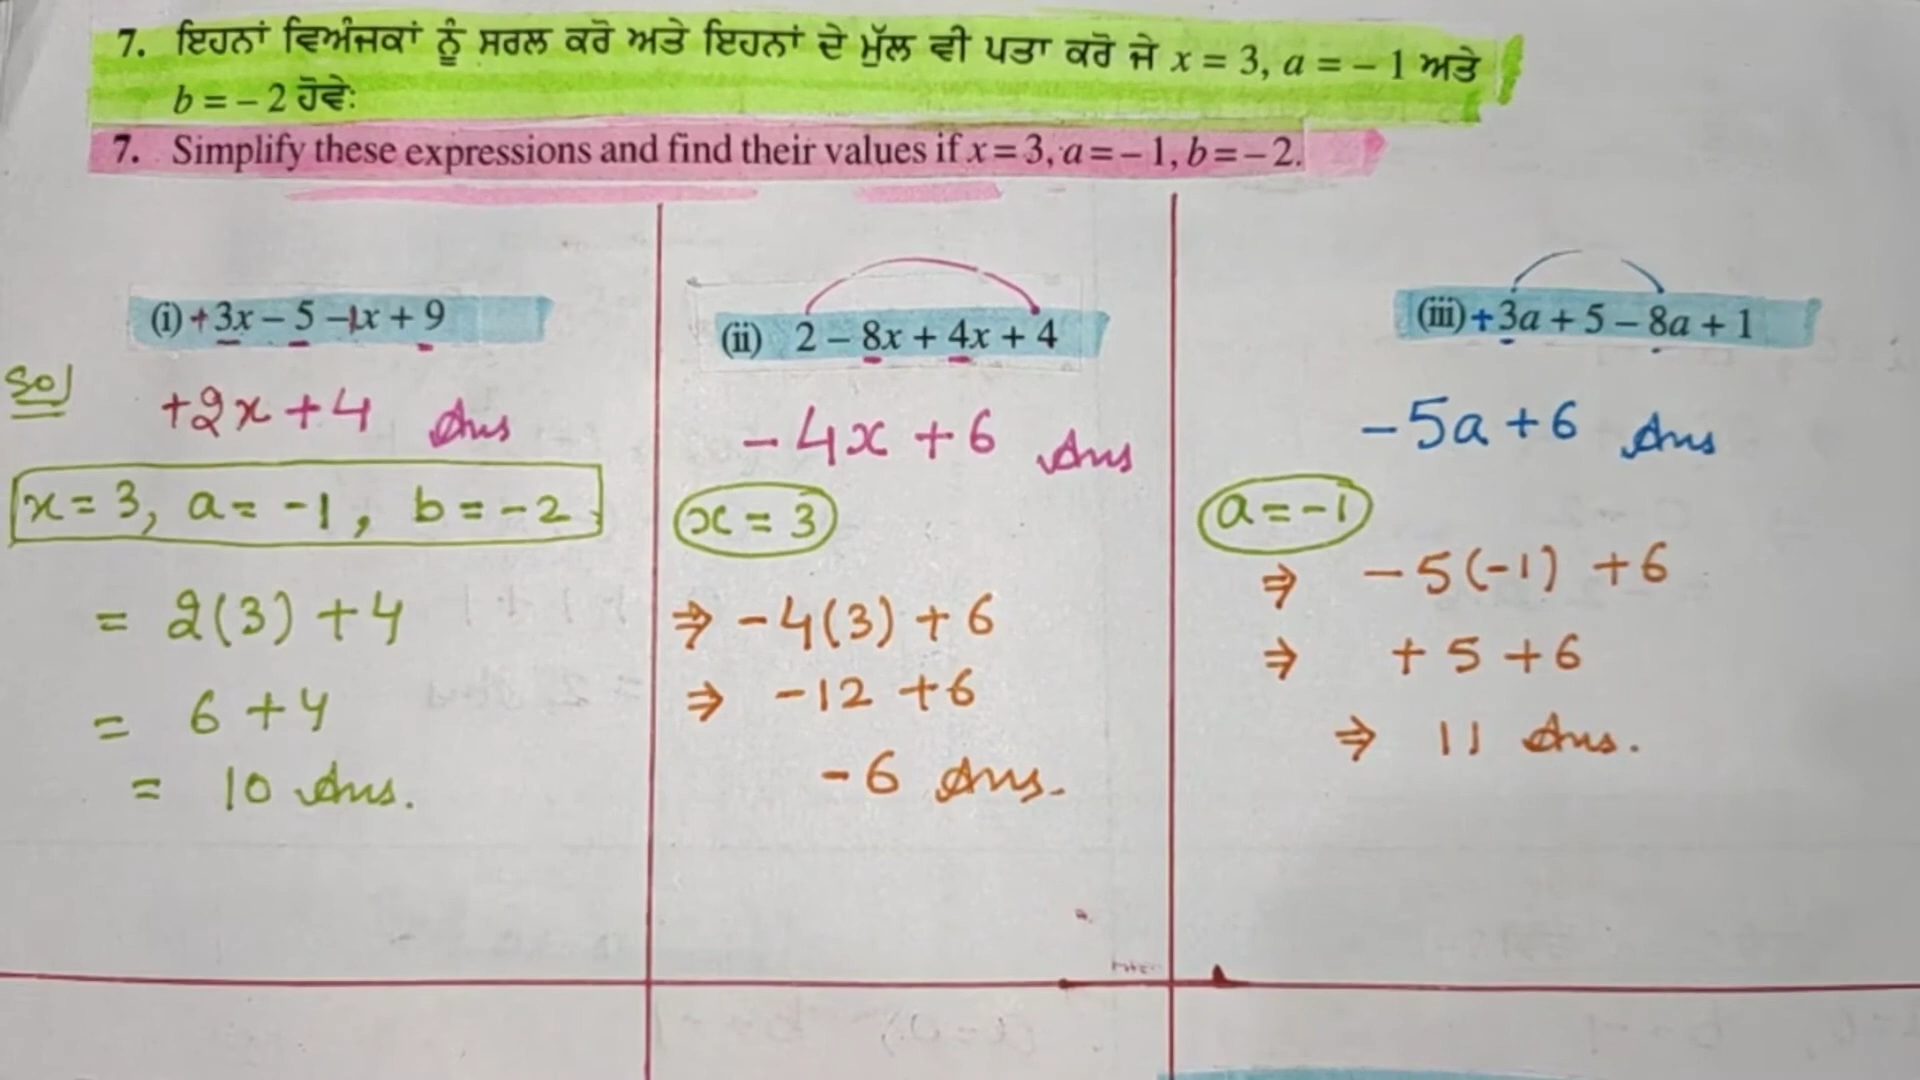 7. ਇਹਨਾਂ ਵਿਅੰਜਕਾਂ ਨੂੰ ਸਰਲ ਕਰੋ ਅਤੇ ਇਹਨਾਂ ਦੇ ਮੁੱਲ ਵੀ ਪਤਾ ਕਰੋ ਜੇ x = 3, a = – 1 ਅਤੇ
b = – 2 ਹੋਵੇ:
7. Simplify these expressions and find their values if x = 3, a = – 1, b = – 2.
(i) +3x – 5 – 1x + 9
Sol
+2x + 4 Ans
x = 3, a = -1, b = -2
= 2(3) + 4
= 6 + 4
= 10 Ans.
(ii) 2 – 8x + 4x + 4
- 4x + 6 Ans
x = 3
⇒ -4(3) + 6
⇒ -12 + 6
-6 Ans.
(iii) +3a + 5 – 8a + 1
- 5a + 6 Ans
a = -1
⇒ - 5(-1) + 6
⇒ + 5 + 6
⇒ 11 Ans.